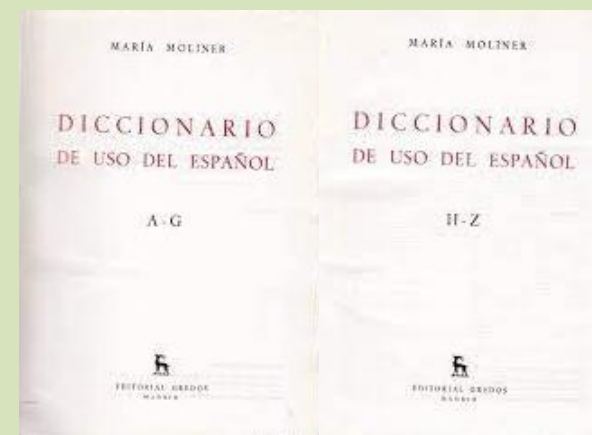 MARÍA MOLINER
DICCIONARIO
DE USO DEL ESPAÑOL
A-G
EDITORIAL GREDOS
MADRID
MARÍA MOLINER
DICCIONARIO
DE USO DEL ESPAÑOL
H-Z
EDITORIAL GREDOS
MADRID